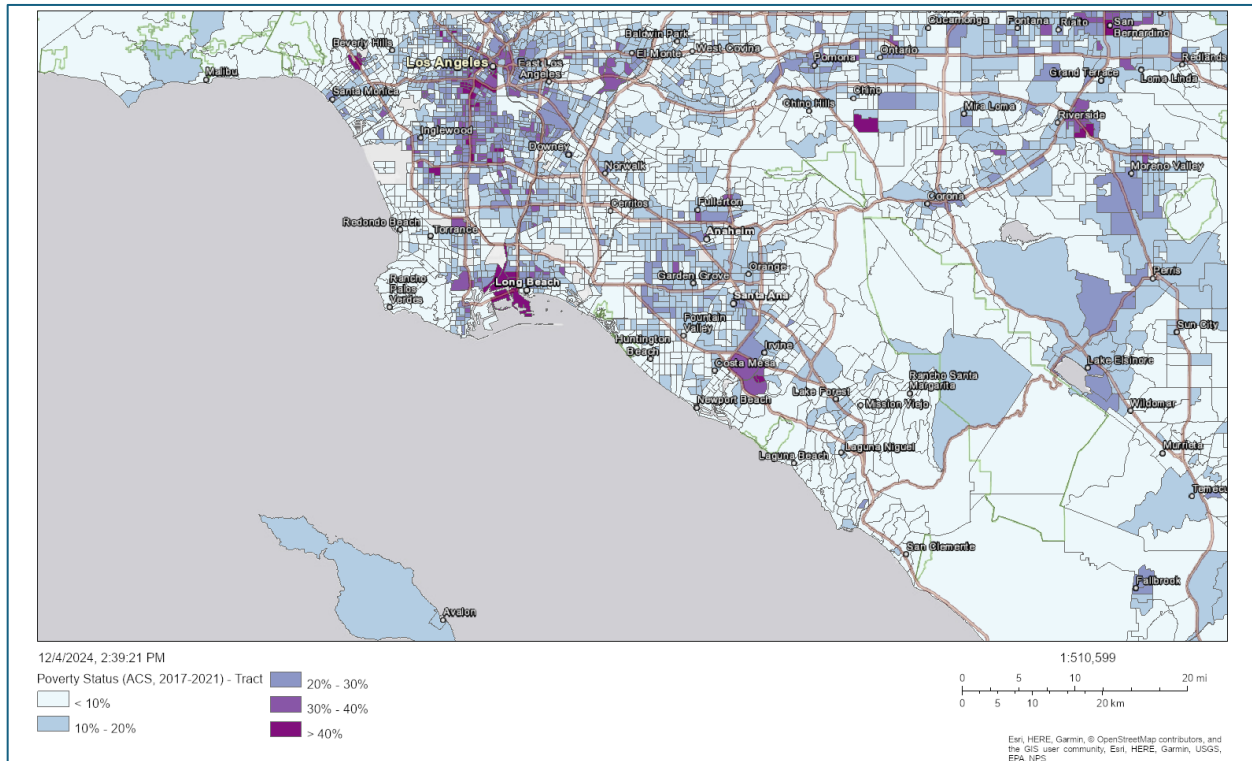 Cucamonga
Fontana
Rialto
San
Bernardino
Beverly Hills
Baldwin Park
El Monte
West Covina
Ontario
Los Angeles
East Los
Angeles
Pomona
Redlands
Malibu
Grand Terrace
Loma Linda
Santa Monica
Chino
Chino Hills
Mira Loma
Riverside
Inglewood
Downey
Norwalk
Moreno Valley
Cerritos
Fullerton
Corona
Redondo Beach
Torrance
Anaheim
Rancho
Palos
Verdes
Long Beach
Garden Grove
Orange
Perris
Santa Ana
Fountain
Valley
Sun City
Huntington
Beach
Irvine
Costa Mesa
Lake Elsinore
Rancho Santa
Margarita
Lake Forest
Mission Viejo
Newport Beach
Wildomar
Laguna Niguel
Laguna Beach
Murrieta
Temecu
San Clemente
Fallbrook
Avalon
12/4/2024, 2:39:21 PM
Poverty Status (ACS, 2017-2021) - Tract
< 10%
10% - 20%
20% - 30%
30% - 40%
> 40%
1:510,599
0 5 10 20 mi
0 5 10 20 km
Esri, HERE, Garmin, © OpenStreetMap contributors, and
the GIS user community, Esri, HERE, Garmin, USGS,
EPA, NPS